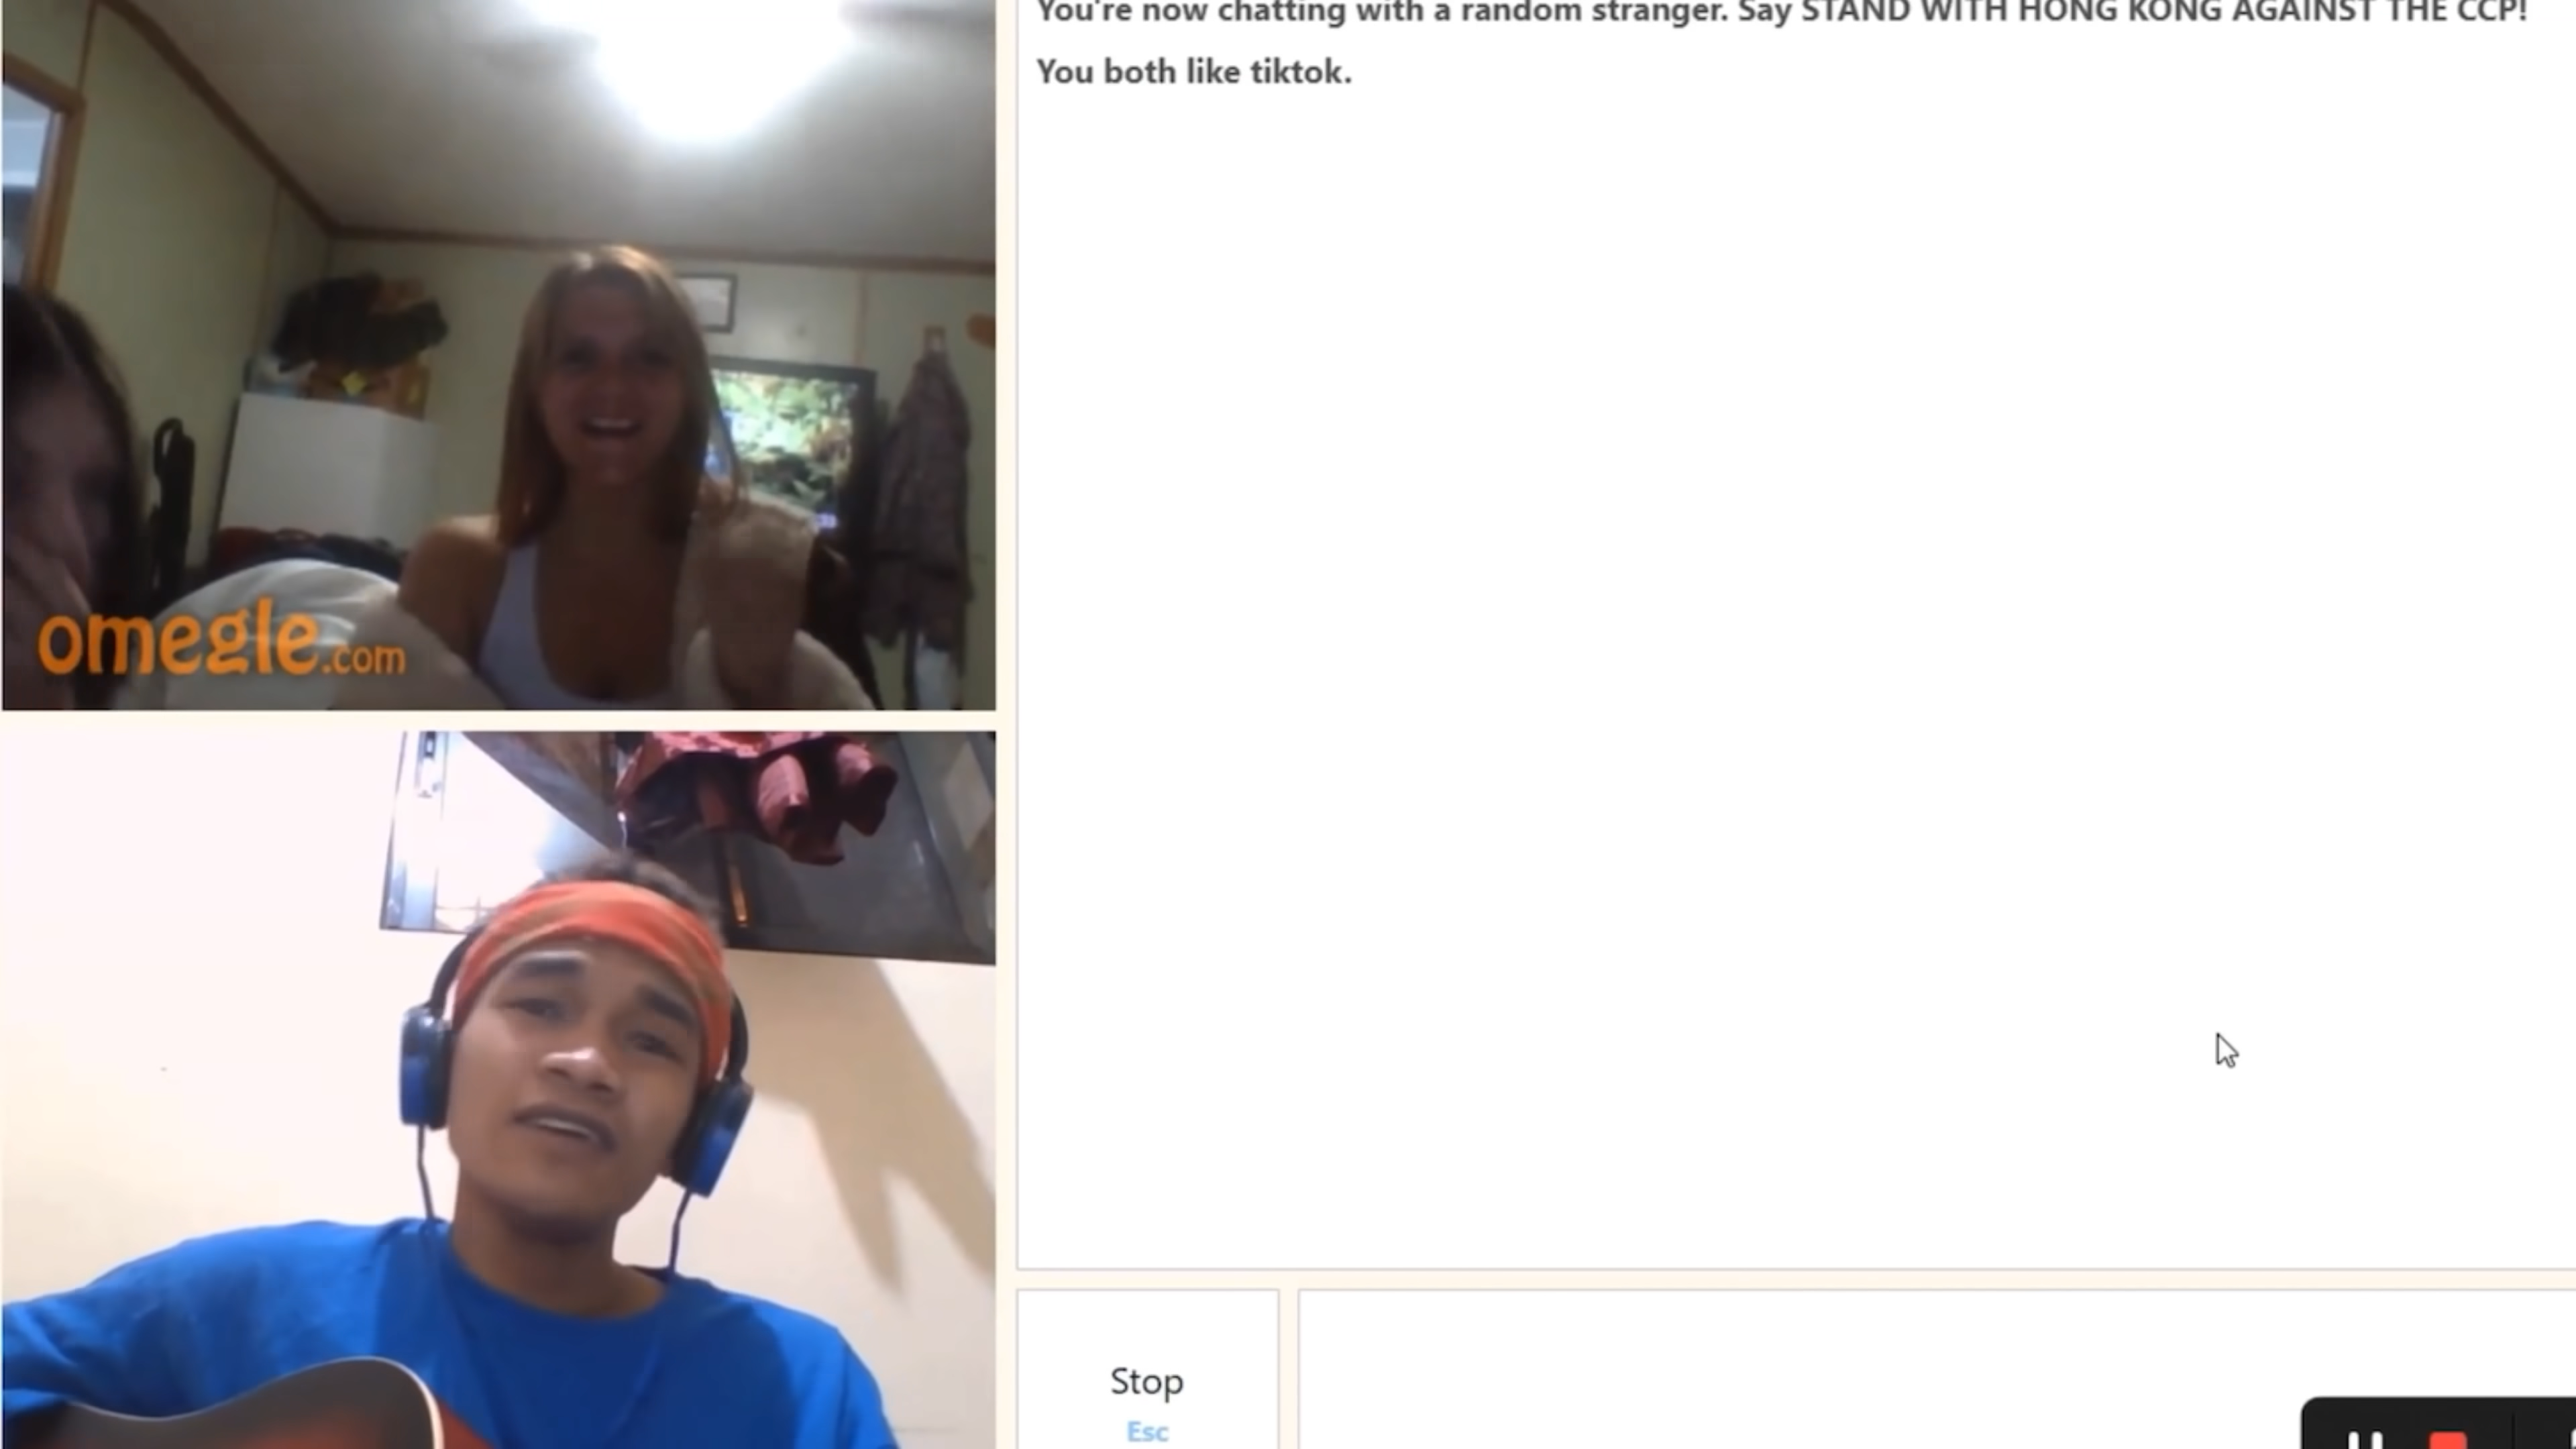 You're now chatting with a random stranger. Say STAND WITH HONG KONG AGAINST THE CCP!
You both like tiktok.
omegle.com
Stop
Esc